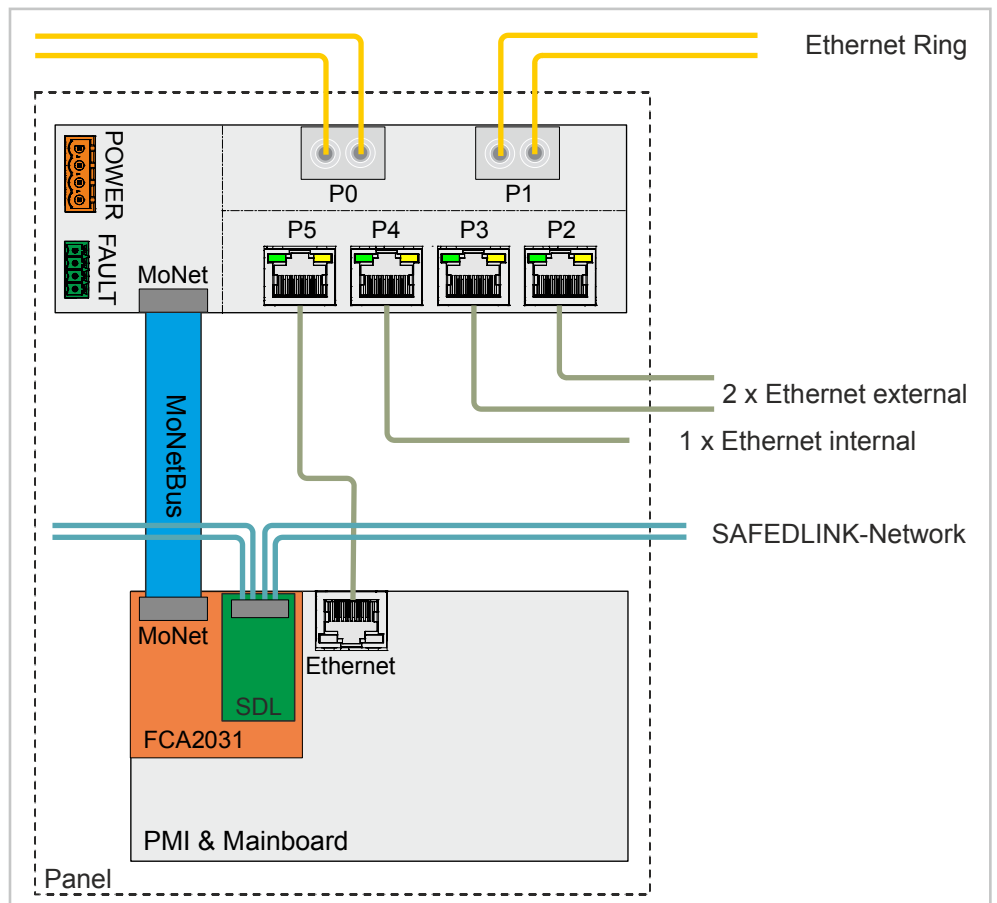 Ethernet Ring
POWER
FAULT
P0
P1
P5
P4
P3
P2
MoNet
2 x Ethernet external
1 x Ethernet internal
MoNetBus
SAFEDLINK-Network
MoNet
Ethernet
SDL
FCA2031
PMI & Mainboard
Panel